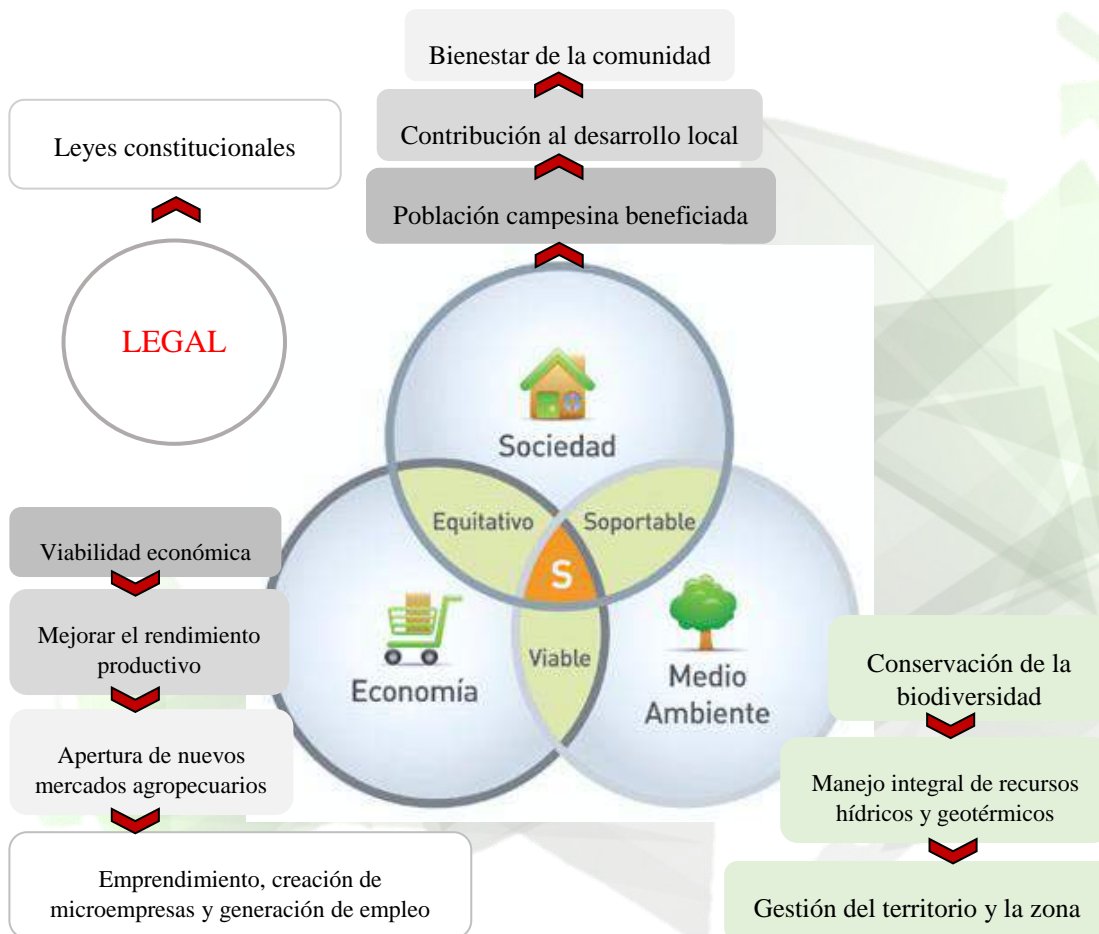 Bienestar de la comunidad
Contribución al desarrollo local
Población campesina beneficiada
Leyes constitucionales
LEGAL
Sociedad
Equitativo
Soportable
S
Viable
Economía
Medio
Ambiente
Viabilidad económica
Mejorar el rendimiento
productivo
Apertura de nuevos
mercados agropecuarios
Emprendimiento, creación de
microempresas y generación de empleo
Conservación de la
biodiversidad
Manejo integral de recursos
hídricos y geotérmicos
Gestión del territorio y la zona